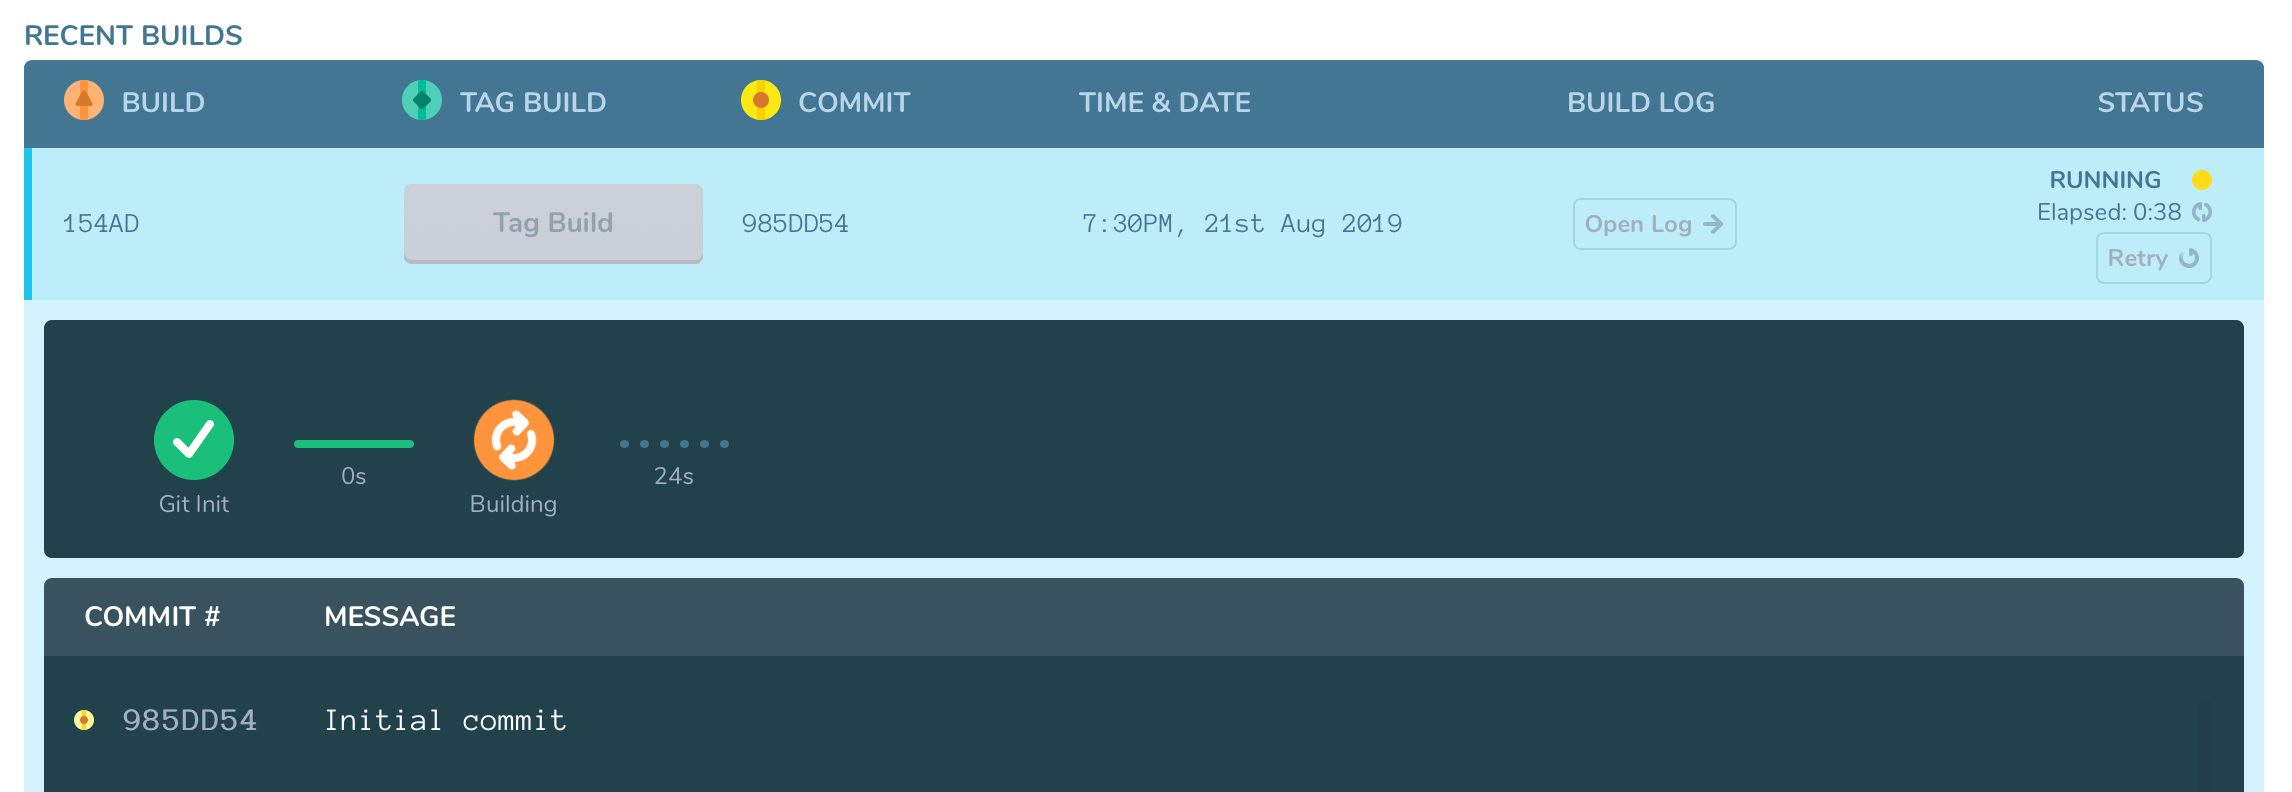 RECENT BUILDS
BUILD TAG BUILD COMMIT TIME & DATE BUILD LOG STATUS
154AD Tag Build 985DD54 7:30PM, 21st Aug 2019 Open Log RUNNING
Elapsed: 0:38
Retry
0s 24s
Git Init Building
COMMIT # MESSAGE
985DD54 Initial commit